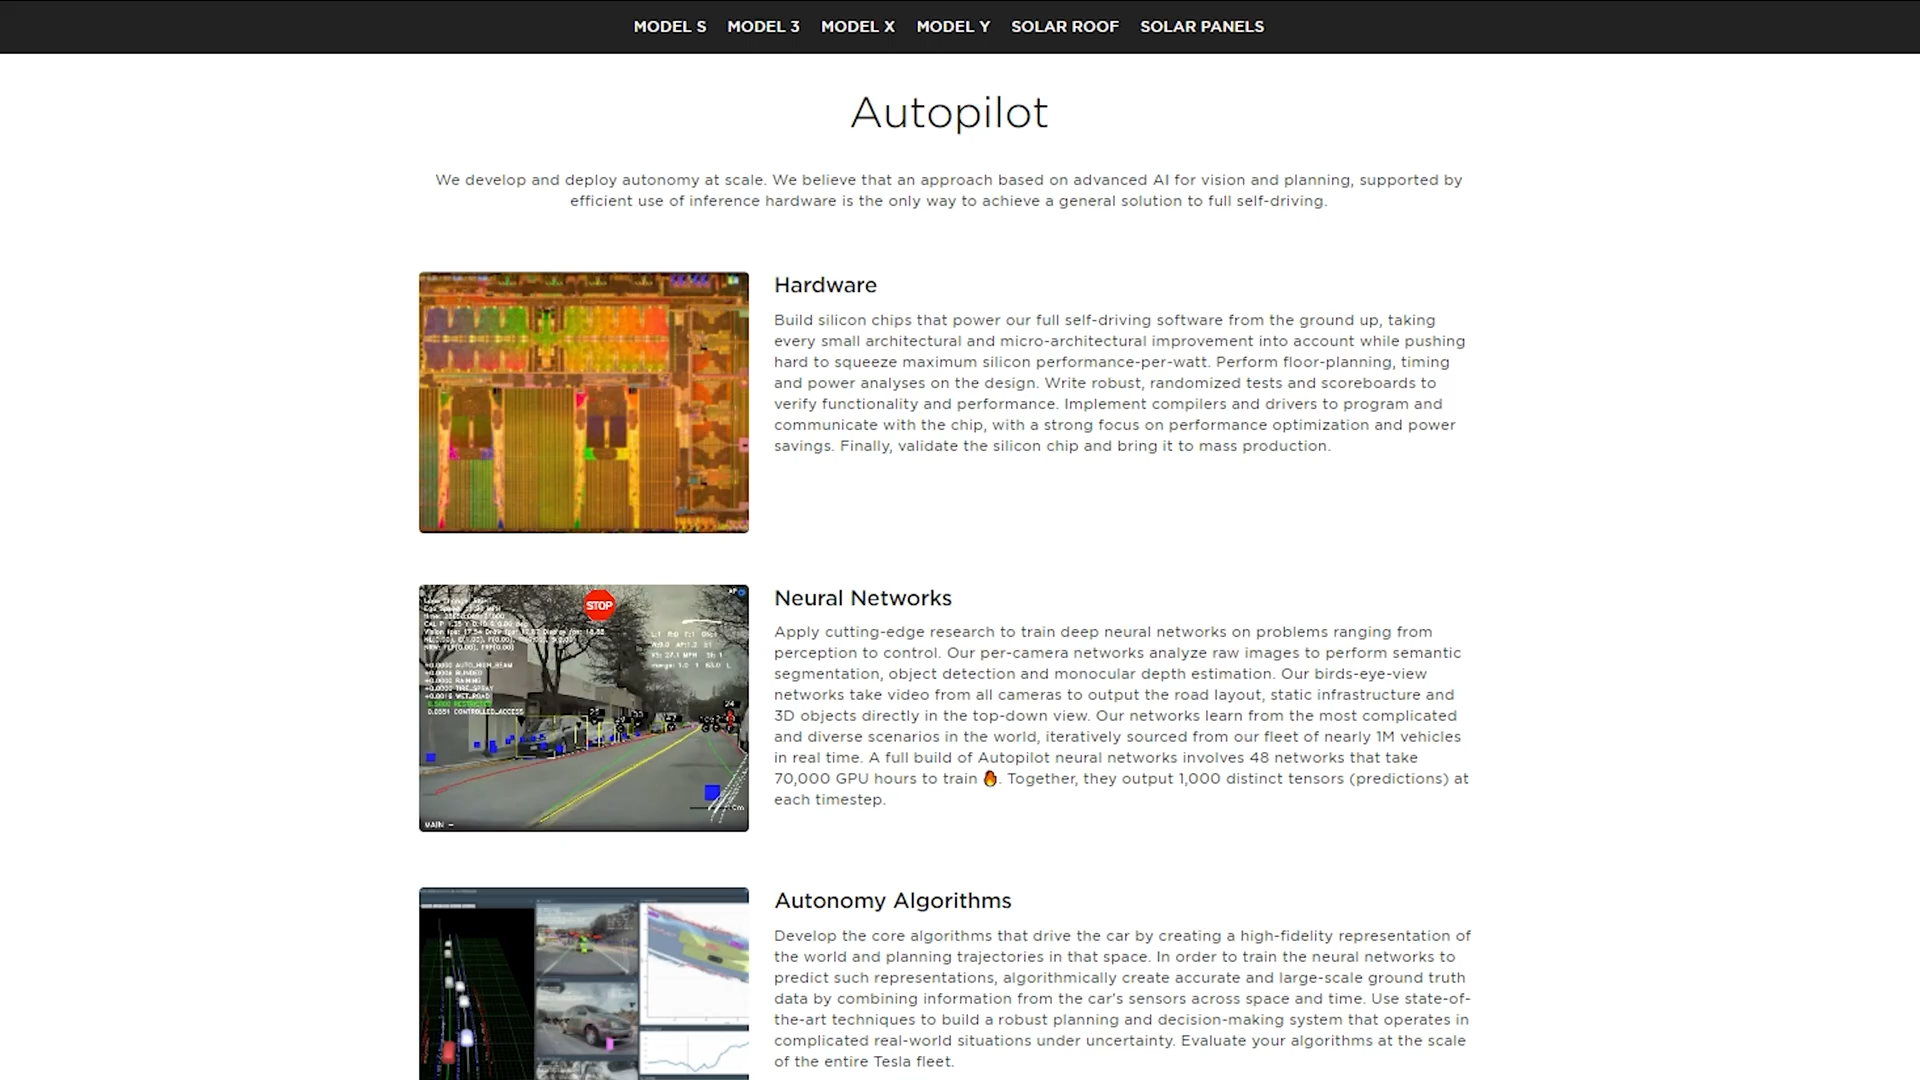 MODEL S MODEL 3 MODEL X MODEL Y SOLAR ROOF SOLAR PANELS
Autopilot
We develop and deploy autonomy at scale. We believe that an approach based on advanced AI for vision and planning, supported by
efficient use of inference hardware is the only way to achieve a general solution to full self-driving.
Hardware
Build silicon chips that power our full self-driving software from the ground up, taking
every small architectural and micro-architectural improvement into account while pushing
hard to squeeze maximum silicon performance-per-watt. Perform floor-planning, timing
and power analyses on the design. Write robust, randomized tests and scoreboards to
verify functionality and performance. Implement compilers and drivers to program and
communicate with the chip, with a strong focus on performance optimization and power
savings. Finally, validate the silicon chip and bring it to mass production.
STOP
AUTO_HIGH_BEAM
BLINDED
RAINING
TIRE_SPRAY
WET_ROAD
CONTROLLED_ACCESS
MAIN
Neural Networks
Apply cutting-edge research to train deep neural networks on problems ranging from
perception to control. Our per-camera networks analyze raw images to perform semantic
segmentation, object detection and monocular depth estimation. Our birds-eye-view
networks take video from all cameras to output the road layout, static infrastructure and
3D objects directly in the top-down view. Our networks learn from the most complicated
and diverse scenarios in the world, iteratively sourced from our fleet of nearly 1M vehicles
in real time. A full build of Autopilot neural networks involves 48 networks that take
70,000 GPU hours to train 🔥. Together, they output 1,000 distinct tensors (predictions) at
each timestep.
Autonomy Algorithms
Develop the core algorithms that drive the car by creating a high-fidelity representation of
the world and planning trajectories in that space. In order to train the neural networks to
predict such representations, algorithmically create accurate and large-scale ground truth
data by combining information from the car's sensors across space and time. Use state-of-
the-art techniques to build a robust planning and decision-making system that operates in
complicated real-world situations under uncertainty. Evaluate your algorithms at the scale
of the entire Tesla fleet.